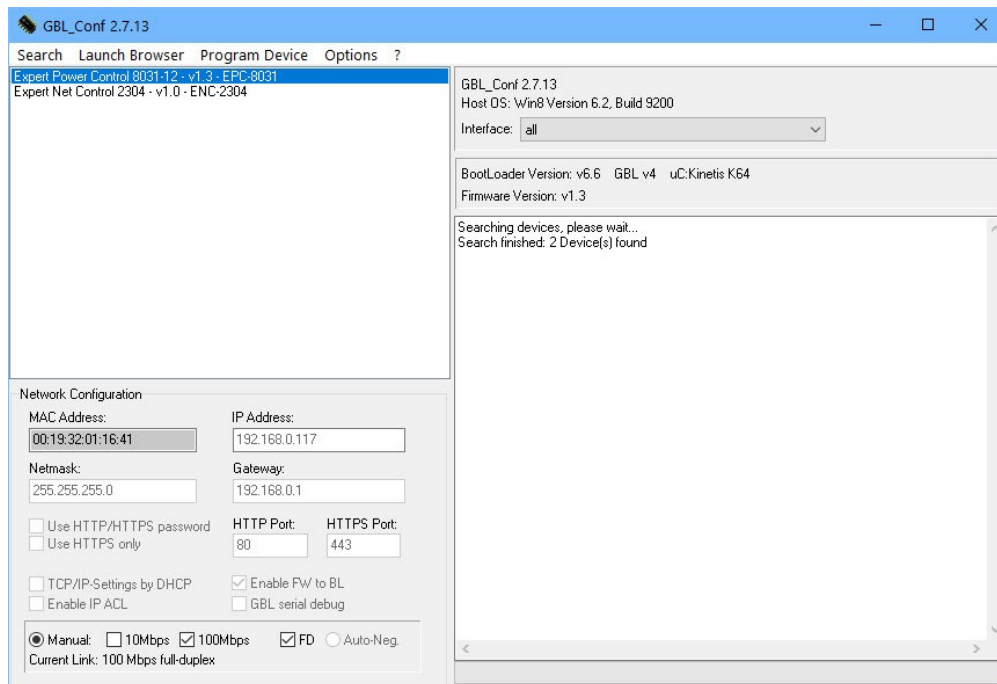 GBL_Conf 2.7.13
Search Launch Browser Program Device Options ?
Expert Power Control 8031-12 - v1.3 - EPC-8031
Expert Net Control 2304 - v1.0 - ENC-2304
GBL_Conf 2.7.13
Host OS: Win8 Version 6.2, Build 9200
Interface: all
BootLoader Version: v6.6 GBL v4 uC:Kinetis K64
Firmware Version: v1.3
Searching devices, please wait...
Search finished: 2 Device(s) found
Network Configuration
MAC Address: IP Address:
00:19:32:01:16:41 192.168.0.117
Netmask: Gateway:
255.255.255.0 192.168.0.1
Use HTTP/HTTPS password HTTP Port: HTTPS Port:
Use HTTPS only 80 443
TCP/IP-Settings by DHCP Enable FW to BL
Enable IP ACL GBL serial debug
Manual: 10Mbps 100Mbps FD Auto-Neg.
Current Link: 100 Mbps full-duplex